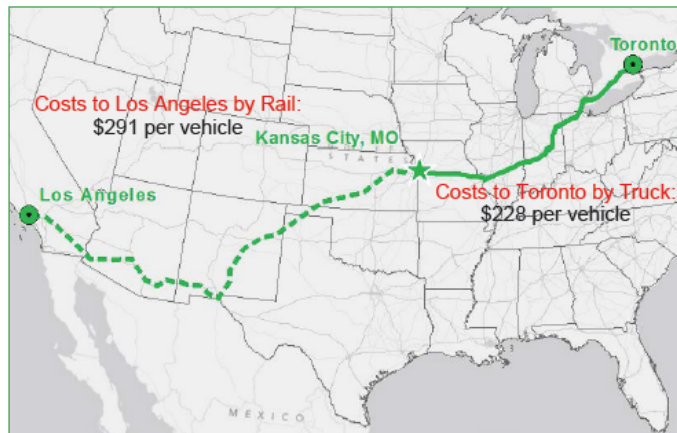 Toronto
Costs to Los Angeles by Rail:
$291 per vehicle
Kansas City, MO
STATES
Los Angeles
Costs to Toronto by Truck:
$228 per vehicle
MEXICO